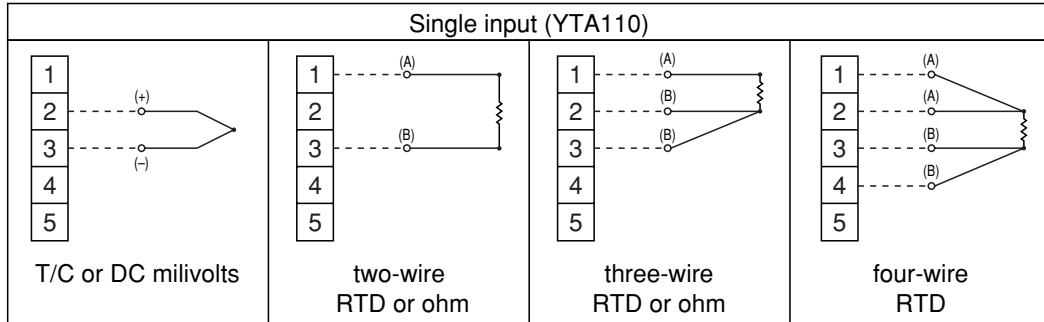 Single input (YTA110)
1
2
3
4
5
(+)
(–)
T/C or DC milivolts
1
2
3
4
5
(A)
(B)
two-wire
RTD or ohm
1
2
3
4
5
(A)
(B)
(B)
three-wire
RTD or ohm
1
2
3
4
5
(A)
(A)
(B)
(B)
four-wire
RTD